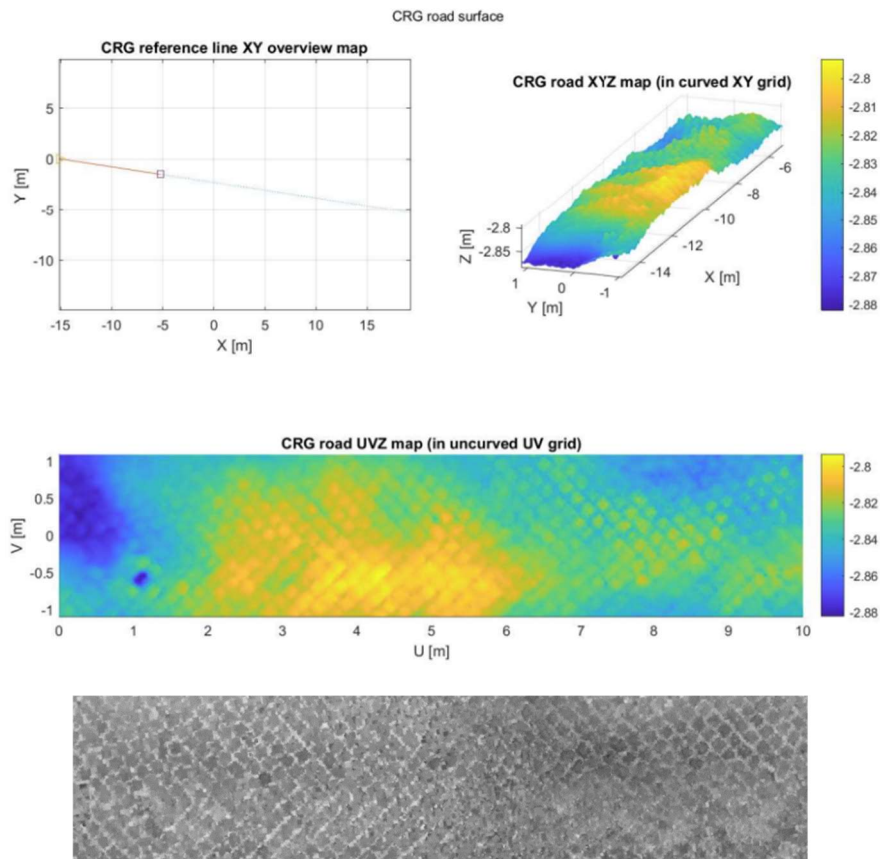 CRG road surface
CRG reference line XY overview map
5
0
-5
-10
Y [m]
-15 -10 -5 0 5 10 15
X [m]
CRG road XYZ map (in curved XY grid)
-2.8
-2.85
Z [m]
1 0 -1
Y [m]
-14 -12 -10 -8 -6
X [m]
-2.8
-2.81
-2.82
-2.83
-2.84
-2.85
-2.86
-2.87
-2.88
CRG road UVZ map (in uncurved UV grid)
1
0.5
0
-0.5
-1
V [m]
0 1 2 3 4 5 6 7 8 9 10
U [m]
-2.8
-2.82
-2.84
-2.86
-2.88